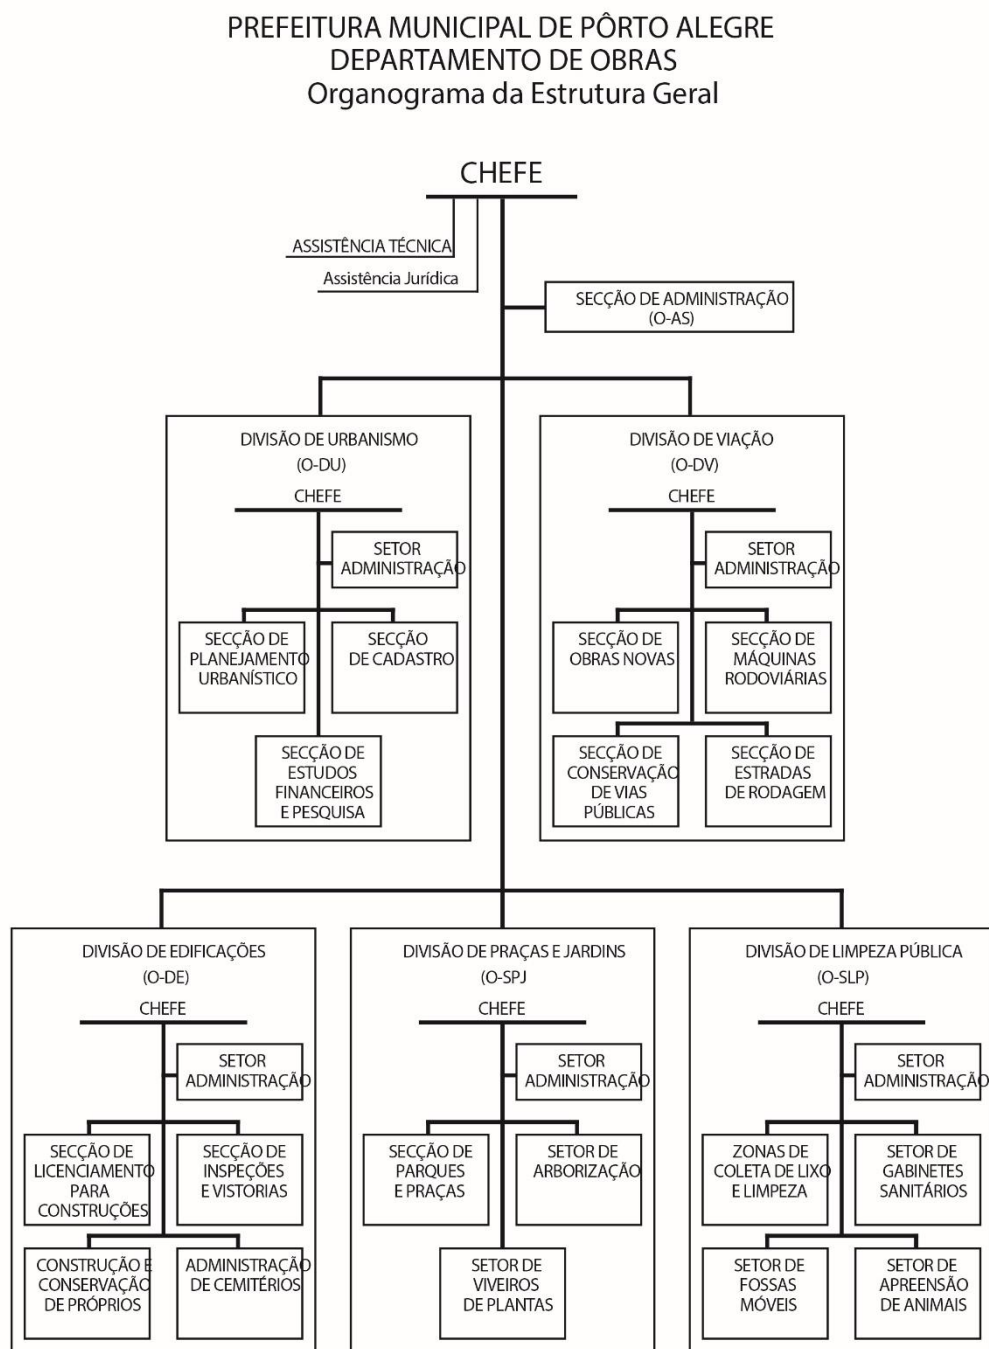 PREFEITURA MUNICIPAL DE PÔRTO ALEGRE
DEPARTAMENTO DE OBRAS
Organograma da Estrutura Geral
CHEFE
ASSISTÊNCIA TÉCNICA
Assistência Jurídica
SECÇÃO DE ADMINISTRAÇÃO
(O-AS)
DIVISÃO DE URBANISMO
(O-DU)
CHEFE
SETOR
ADMINISTRAÇÃO
SECÇÃO DE
PLANEJAMENTO
URBANÍSTICO
SECÇÃO
DE CADASTRO
SECÇÃO DE
ESTUDOS
FINANCEIROS
E PESQUISA
DIVISÃO DE VIAÇÃO
(O-DV)
CHEFE
SETOR
ADMINISTRAÇÃO
SECÇÃO DE
OBRAS NOVAS
SECÇÃO DE
MÁQUINAS
RODOVIÁRIAS
SECÇÃO DE
CONSERVAÇÃO
DE VIAS
PÚBLICAS
SECÇÃO DE
ESTRADAS
DE RODAGEM
DIVISÃO DE EDIFICAÇÕES
(O-DE)
CHEFE
SETOR
ADMINISTRAÇÃO
SECÇÃO DE
LICENCIAMENTO
PARA
CONSTRUÇÕES
SECÇÃO DE
INSPEÇÕES
E VISTORIAS
CONSTRUÇÃO E
CONSERVAÇÃO
DE PRÓPRIOS
ADMINISTRAÇÃO
DE CEMITÉRIOS
DIVISÃO DE PRAÇAS E JARDINS
(O-SPJ
CHEFE
SETOR
ADMINISTRAÇÃO
SECÇÃO DE
PARQUES
E PRAÇAS
SETOR DE
ARBORIZAÇÃO
SETOR DE
VIVEIROS
DE PLANTAS
DIVISÃO DE LIMPEZA PÚBLICA
(O-SLP)
CHEFE
SETOR
ADMINISTRAÇÃO
ZONAS DE
COLETA DE LIXO
E LIMPEZA
SETOR DE
GABINETES
SANITÁRIOS
SETOR DE
FOSSAS
MÓVEIS
SETOR DE
APREENSÃO
DE ANIMAIS